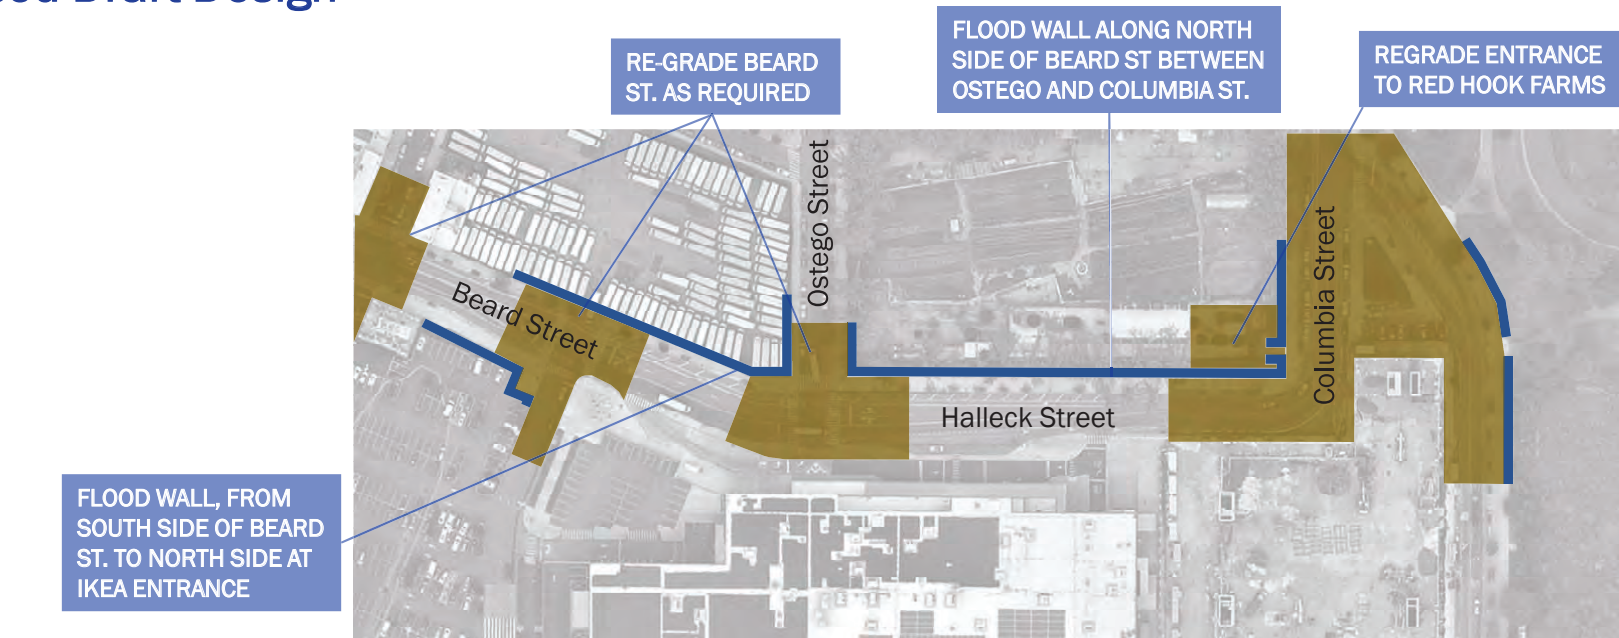 Draft Design
FLOOD WALL ALONG NORTH
SIDE OF BEARD ST BETWEEN
OSTEGO AND COLUMBIA ST.
RE-GRADE BEARD
ST. AS REQUIRED
REGRADE ENTRANCE
TO RED HOOK FARMS
Ostego Street
Columbia Street
Beard Street
Halleck Street
FLOOD WALL, FROM
SOUTH SIDE OF BEARD
ST. TO NORTH SIDE AT
IKEA ENTRANCE